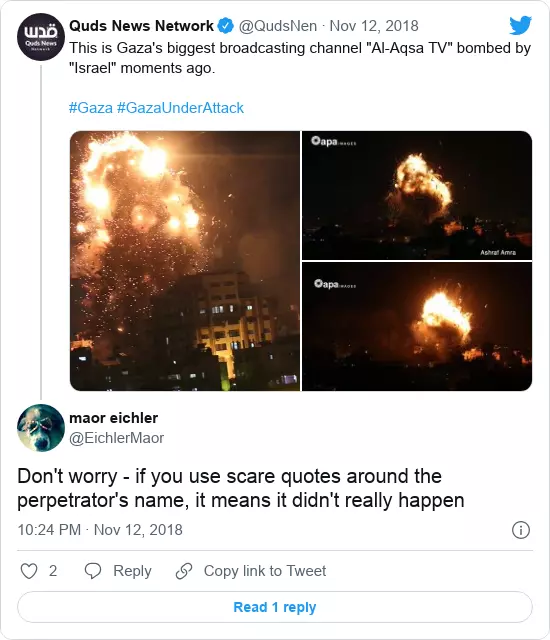 قدس
Quds News
Network
Quds News Network @QudsNen · Nov 12, 2018
This is Gaza's biggest broadcasting channel "Al-Aqsa TV" bombed by
"Israel" moments ago.
#Gaza #GazaUnderAttack
apa IMAGES
Ashraf Amra
apa IMAGES
maor eichler
@EichlerMaor
Don't worry - if you use scare quotes around the
perpetrator's name, it means it didn't really happen
10:24 PM · Nov 12, 2018
2 Reply Copy link to Tweet
Read 1 reply